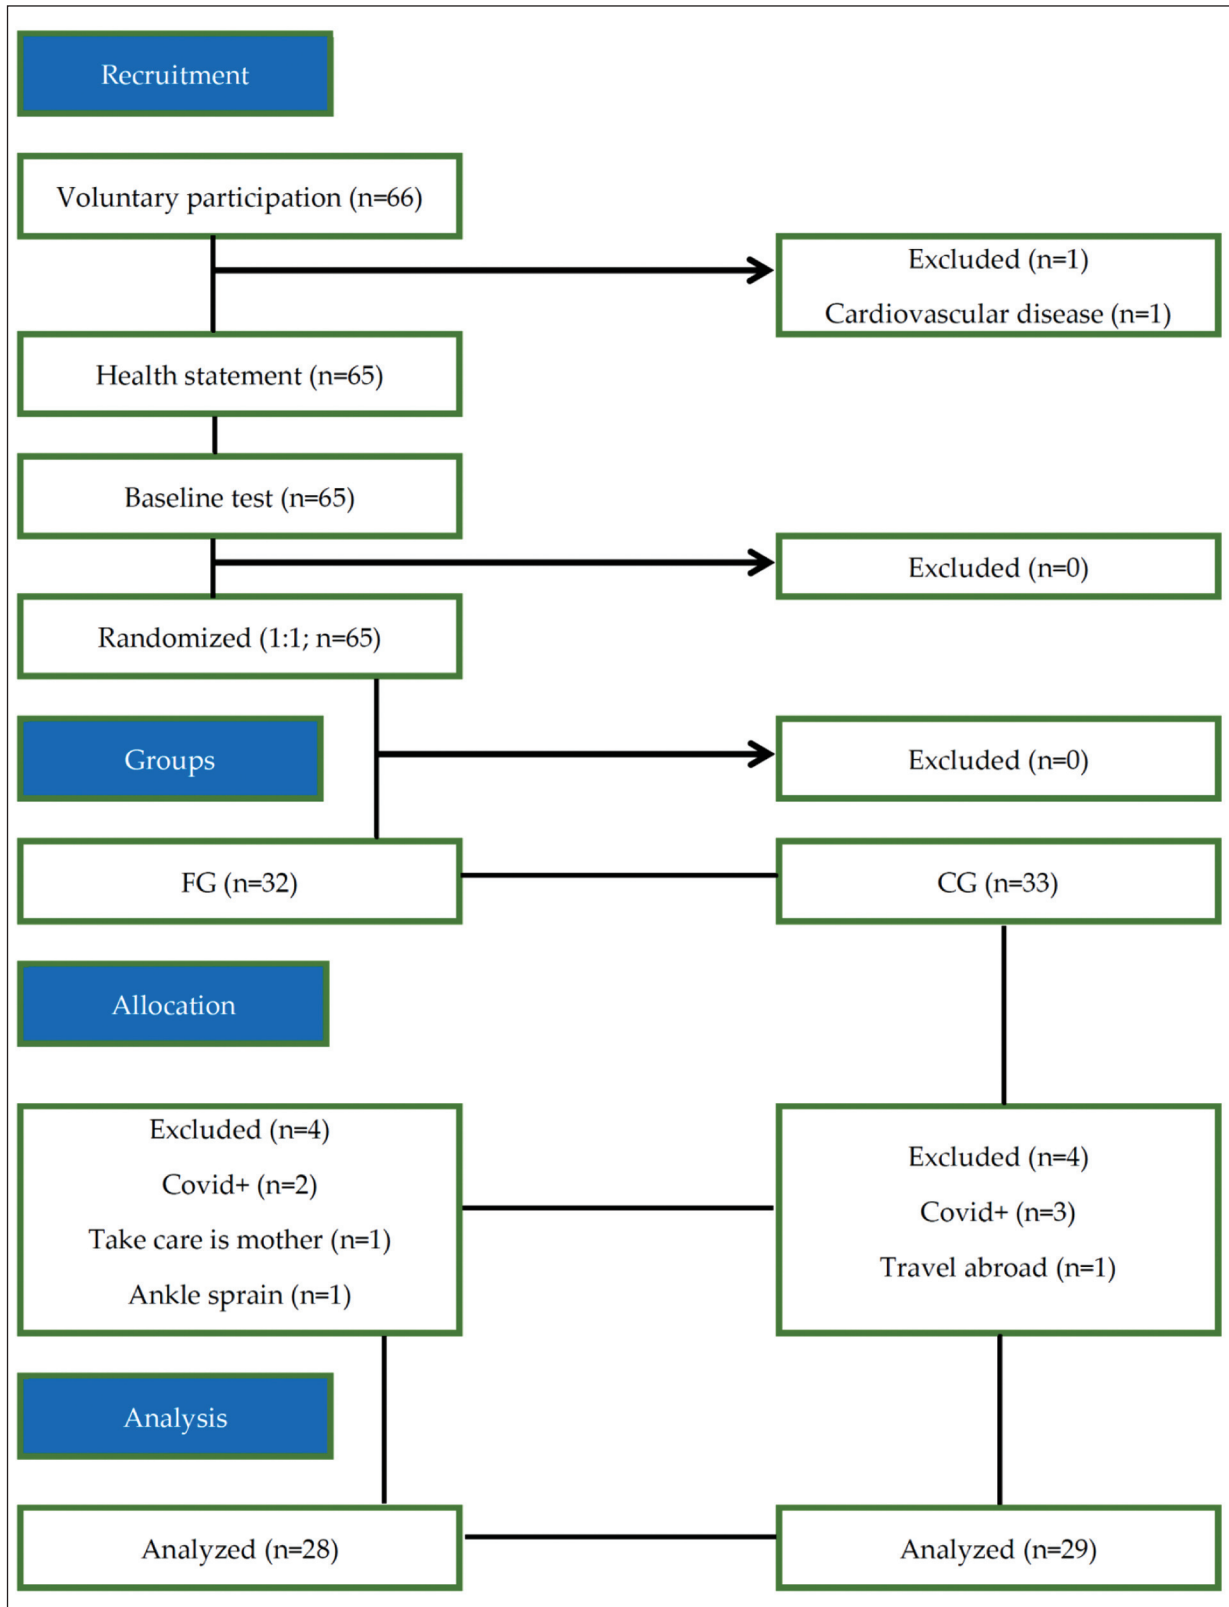 Recruitment
Voluntary participation (n=66)
Excluded (n=1)
Cardiovascular disease (n=1)
Health statement (n=65)
Baseline test (n=65)
Excluded (n=0)
Randomized (1:1; n=65)
Groups
Excluded (n=0)
FG (n=32)
CG (n=33)
Allocation
Excluded (n=4)
Covid+ (n=2)
Take care is mother (n=1)
Ankle sprain (n=1)
Excluded (n=4)
Covid+ (n=3)
Travel abroad (n=1)
Analysis
Analyzed (n=28)
Analyzed (n=29)